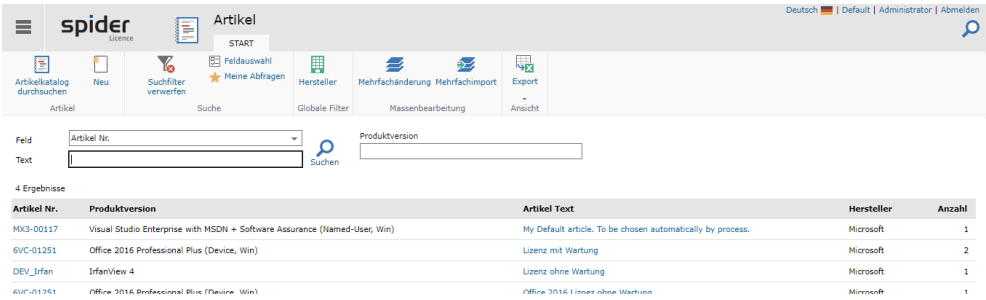 Deutsch | Default | Administrator | Abmelden
spider
Licence
Artikel
START
Artikelkatalog durchsuchen
Neu
Suchfilter verwerfen
Feldauswahl
Meine Abfragen
Hersteller
Mehrfachänderung
Mehrfachimport
Export
Artikel
Suche
Globale Filter
Massenbearbeitung
Ansicht
Feld
Artikel Nr.
Produktversion
Text
Suchen
4 Ergebnisse
Artikel Nr. Produktversion Artikel Text Hersteller Anzahl
MX3-00117 Visual Studio Enterprise with MSDN + Software Assurance (Named-User, Win) My Default article. To be chosen automatically by process. Microsoft 1
6VC-01251 Office 2016 Professional Plus (Device, Win) Lizenz mit Wartung Microsoft 2
DEV_Irfan IrfanView 4 Lizenz ohne Wartung Microsoft 1
6VC-01251 Office 2016 Professional Plus (Device, Win) Office 2016 Liznez ohne Wartung Microsoft 1